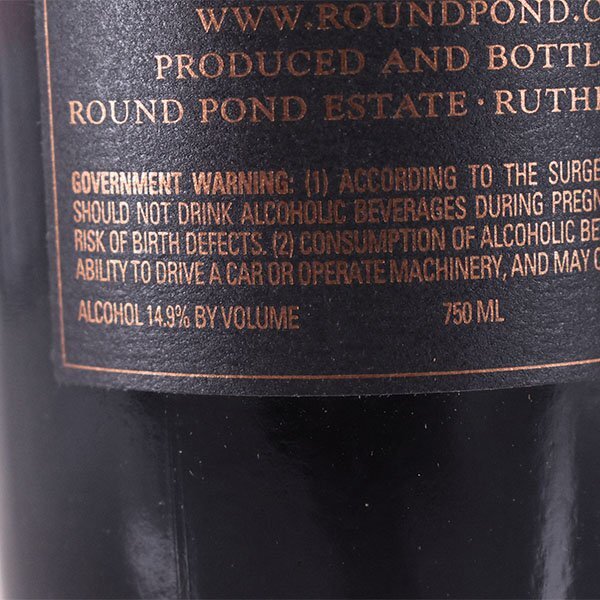 WWW.ROUNDPOND.C
PRODUCED AND BOTTL
ROUND POND ESTATE · RUTHE
GOVERNMENT WARNING: (1) ACCORDING TO THE SURGE
SHOULD NOT DRINK ALCOHOLIC BEVERAGES DURING PREGN
RISK OF BIRTH DEFECTS. (2) CONSUMPTION OF ALCOHOLIC BE
ABILITY TO DRIVE A CAR OR OPERATE MACHINERY, AND MAY C
ALCOHOL 14.9% BY VOLUME 750 ML